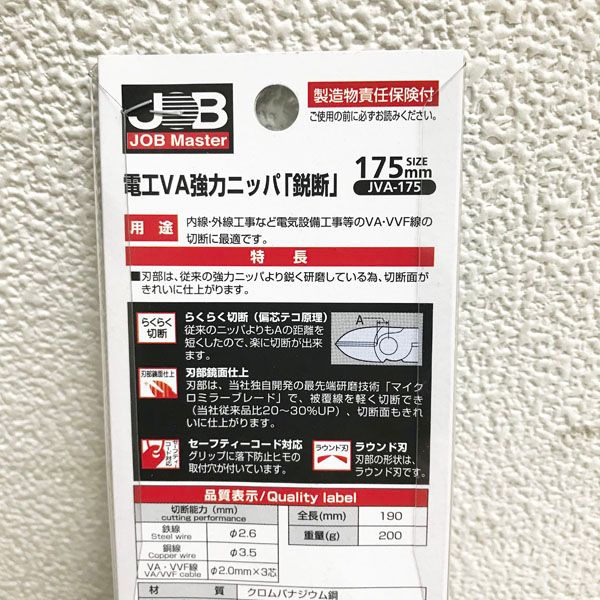 JOB
JOB Master
製造物責任保険付
ご使用の前に必ずお読みください。
電工VA強力ニッパ「鋭断」
175mm SIZE
JVA-175
用途
内線・外線工事など電気設備工事等のVA・VVF線の
切断に最適です。
特長
■刃部は、従来の強力ニッパより鋭く研磨している為、切断面が
きれいに仕上がります。
らくらく
切断
らくらく切断(偏芯テコ原理)
従来のニッパよりもAの距離を
短くしたので、楽に切断が出来
ます。
A
刃部鏡面仕上
刃部鏡面仕上
刃部は、当社独自開発の最先端研磨技術「マイク
ロミラーブレード」で、被覆線を軽く切断でき
(当社従来品比20〜30%UP)、切断面もきれ
いに仕上がります。
セーフティー
コード対応
セーフティーコード対応
グリップに落下防止ヒモの
取付穴が付いています。
ラウンド刃
ラウンド刃
刃部の形状は、
ラウンド刃です。
品質表示/Quality label
切断能力(mm)
cutting performance
鉄線
Steel wire
φ2.6
銅線
Copper wire
φ3.5
VA・VVF線
VA/VVF cable
φ2.0mm×3芯
全長(mm) 190
重量(g) 200
材質 クロムバナジウム鋼